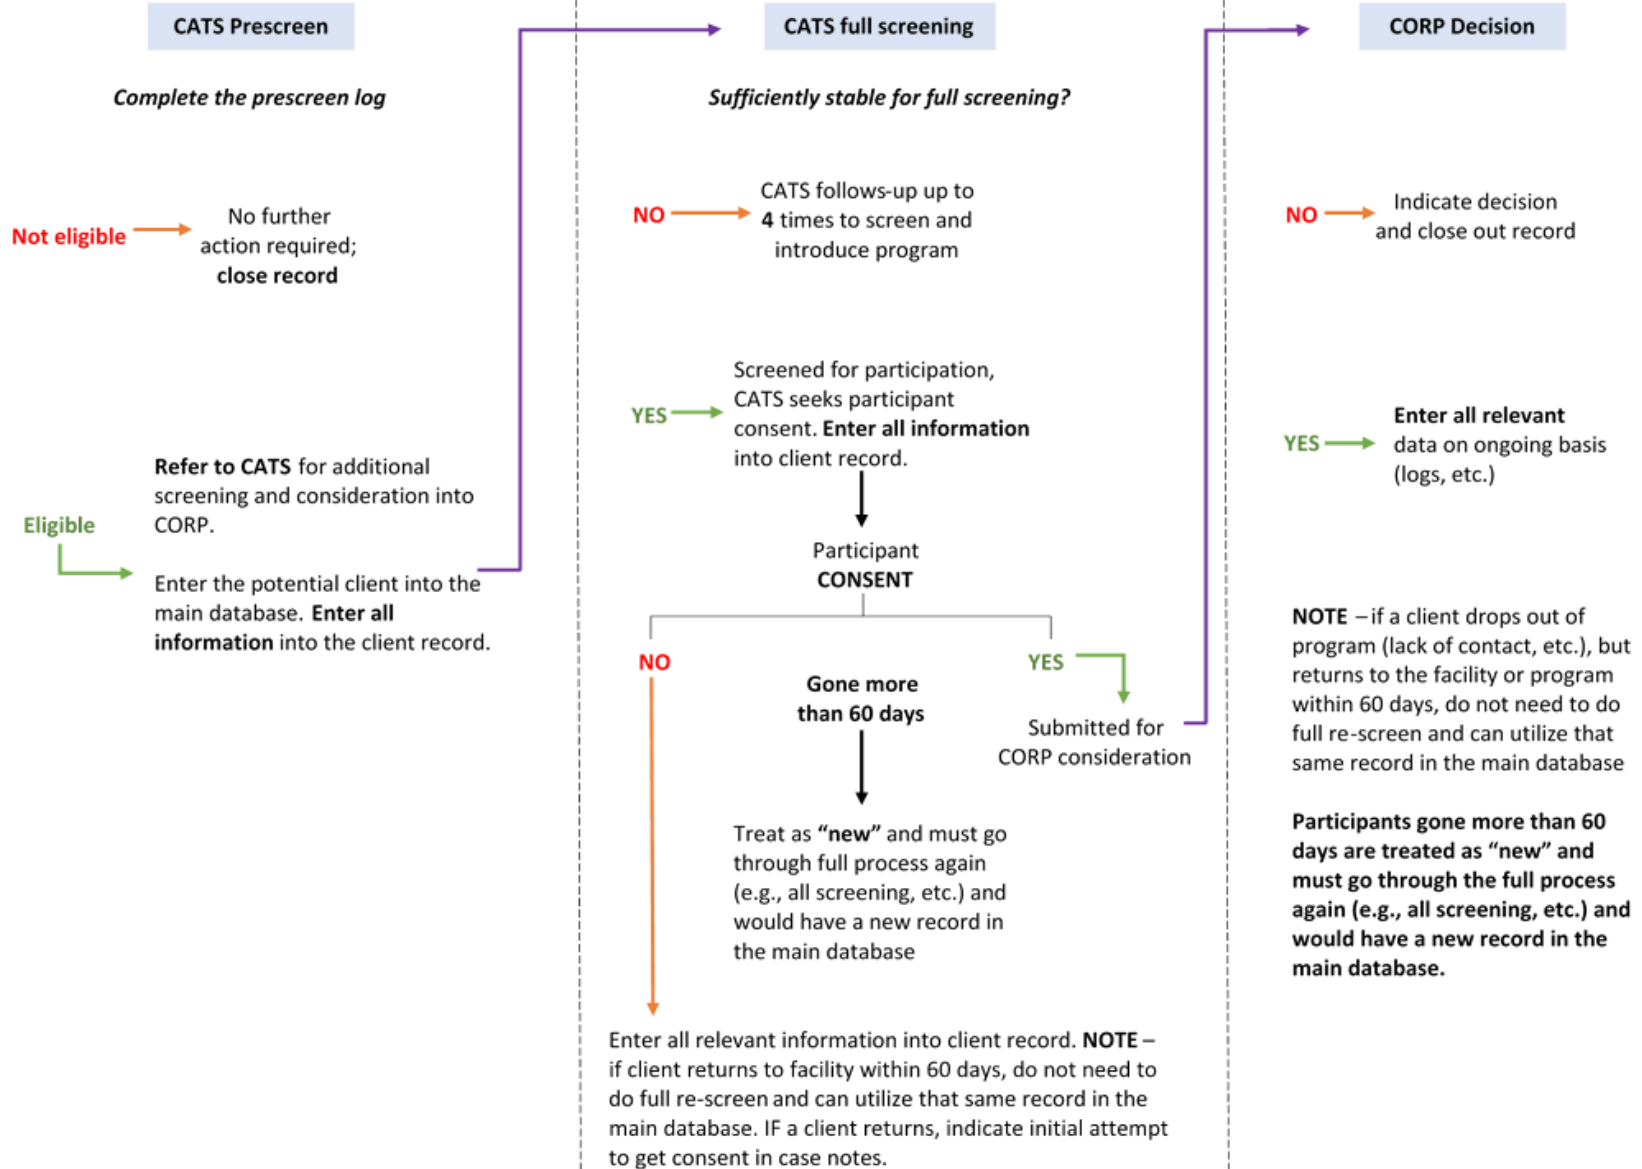 CATS Prescreen
Complete the prescreen log
Not eligible
No further
action required;
close record
Eligible
Refer to CATS for additional
screening and consideration into
CORP.
Enter the potential client into the
main database. Enter all
information into the client record.
CATS full screening
Sufficiently stable for full screening?
NO
CATS follows-up up to
4 times to screen and
introduce program
YES
Screened for participation,
CATS seeks participant
consent. Enter all information
into client record.
Participant
CONSENT
NO
YES
Gone more
than 60 days
Submitted for
CORP consideration
Treat as “new” and must go
through full process again
(e.g., all screening, etc.) and
would have a new record in
the main database
Enter all relevant information into client record. NOTE –
if client returns to facility within 60 days, do not need to
do full re-screen and can utilize that same record in the
main database. IF a client returns, indicate initial attempt
to get consent in case notes.
CORP Decision
NO
Indicate decision
and close out record
YES
Enter all relevant
data on ongoing basis
(logs, etc.)
NOTE – if a client drops out of
program (lack of contact, etc.), but
returns to the facility or program
within 60 days, do not need to do
full re-screen and can utilize that
same record in the main database
Participants gone more than 60
days are treated as “new” and
must go through the full process
again (e.g., all screening, etc.) and
would have a new record in the
main database.